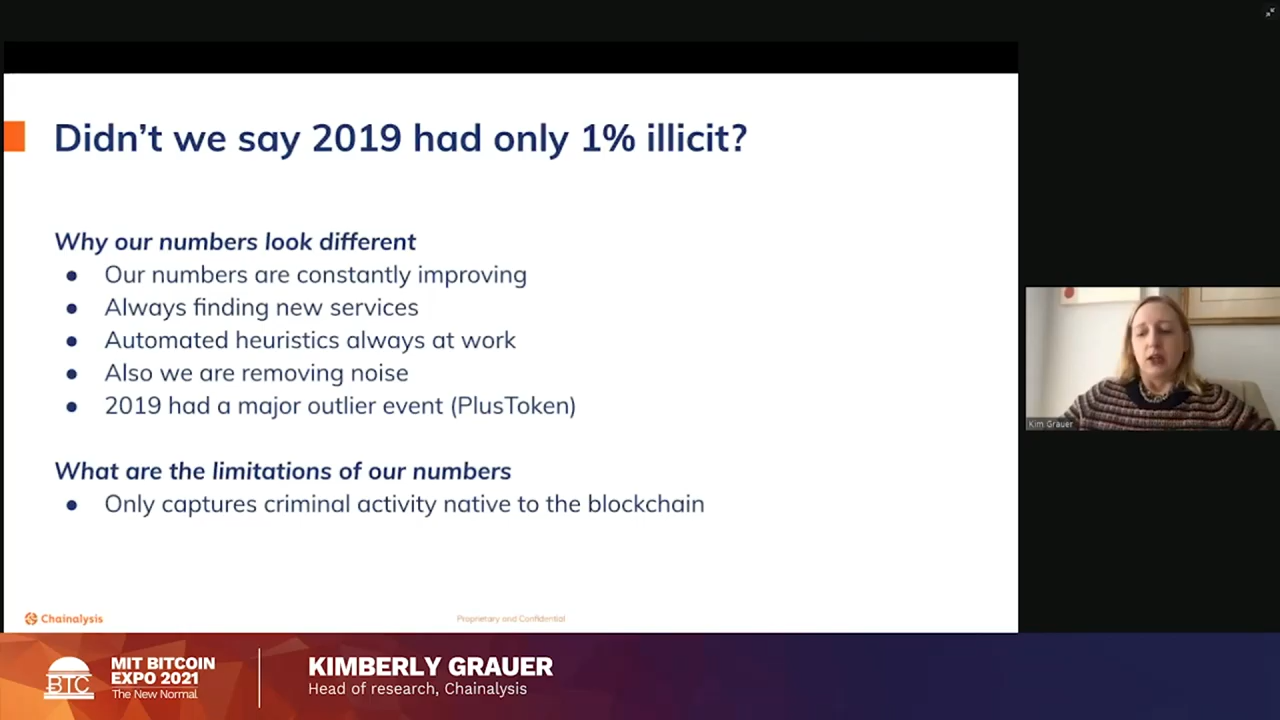 Didn't we say 2019 had only 1% illicit?
Why our numbers look different
● Our numbers are constantly improving
● Always finding new services
● Automated heuristics always at work
● Also we are removing noise
● 2019 had a major outlier event (PlusToken)
What are the limitations of our numbers
● Only captures criminal activity native to the blockchain
Chainalysis
Proprietary and Confidential
Kim Grauer
BTC
MIT BITCOIN
EXPO 2021
The New Normal
KIMBERLY GRAUER
Head of research, Chainalysis